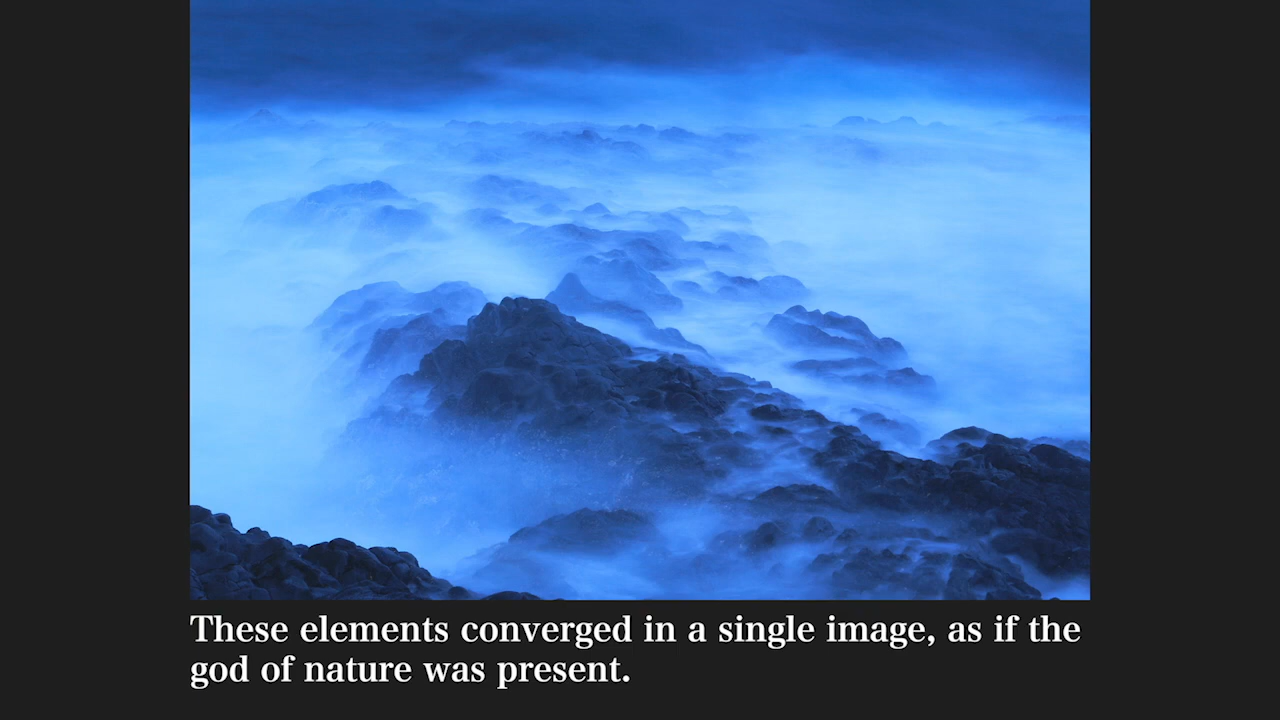 These elements converged in a single image, as if the
god of nature was present.